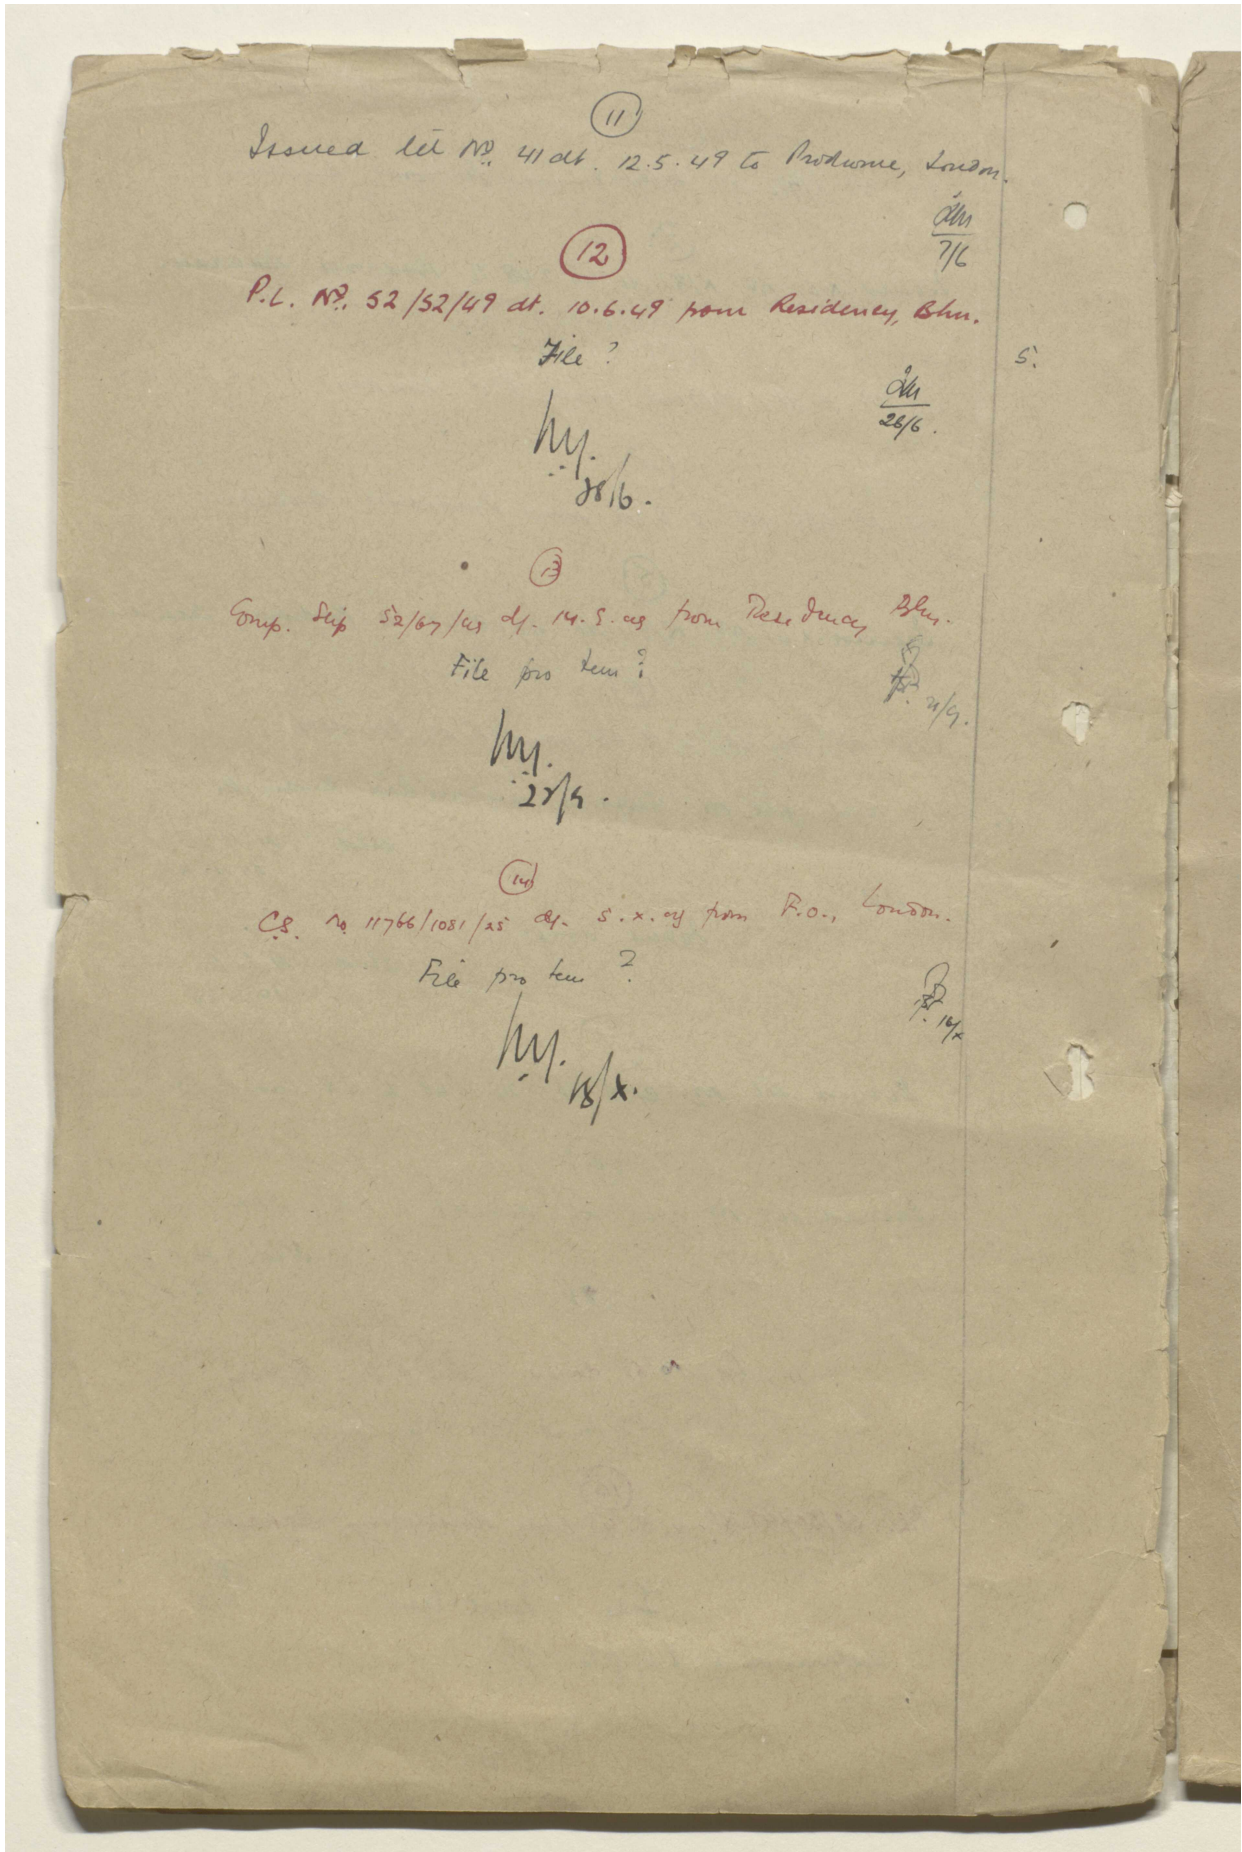 11
Issued let No. 41 dt. 12.5.49 to Prodrome, London.
7/6
12
P.L. No. 52/52/49 dt. 10.6.49 from Residency, Bhn.
File ?
5.
28/6.
28/6.
13
Comp. Slip 52/67/49 dt. 14.9.49 from Residency Bhn.
File pro tem ?
21/9.
14
C.S. No 11766/1081/25 dt. 5.x.49 from F.O., London.
File pro tem ?
16/x
18/x.